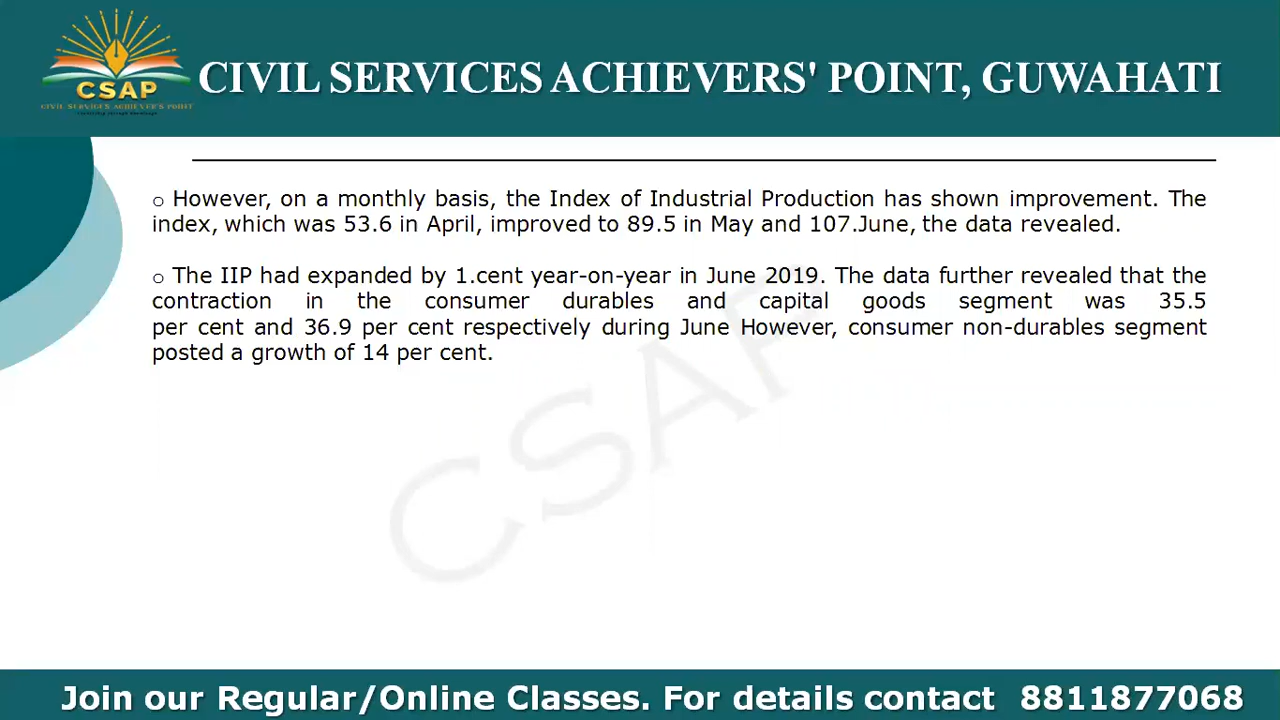 CSAP
CIVIL SERVICES ACHIEVER'S POINT
CIVIL SERVICES ACHIEVERS' POINT, GUWAHATI
o However, on a monthly basis, the Index of Industrial Production has shown improvement. The
index, which was 53.6 in April, improved to 89.5 in May and 107.June, the data revealed.
o The IIP had expanded by 1.cent year-on-year in June 2019. The data further revealed that the
contraction in the consumer durables and capital goods segment was 35.5
per cent and 36.9 per cent respectively during June However, consumer non-durables segment
posted a growth of 14 per cent.
CSAP
Join our Regular/Online Classes. For details contact 8811877068